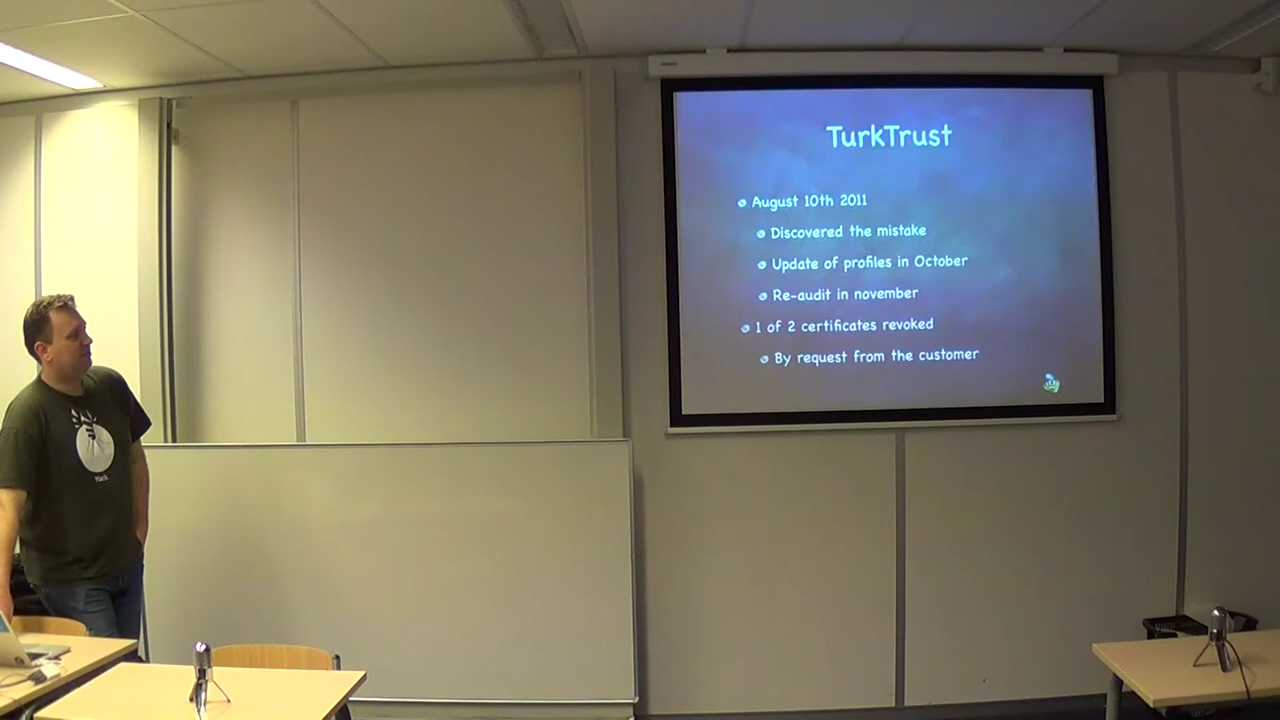 TurkTrust
August 10th 2011
Discovered the mistake
Update of profiles in October
Re-audit in november
1 of 2 certificates revoked
By request from the customer
Hack.